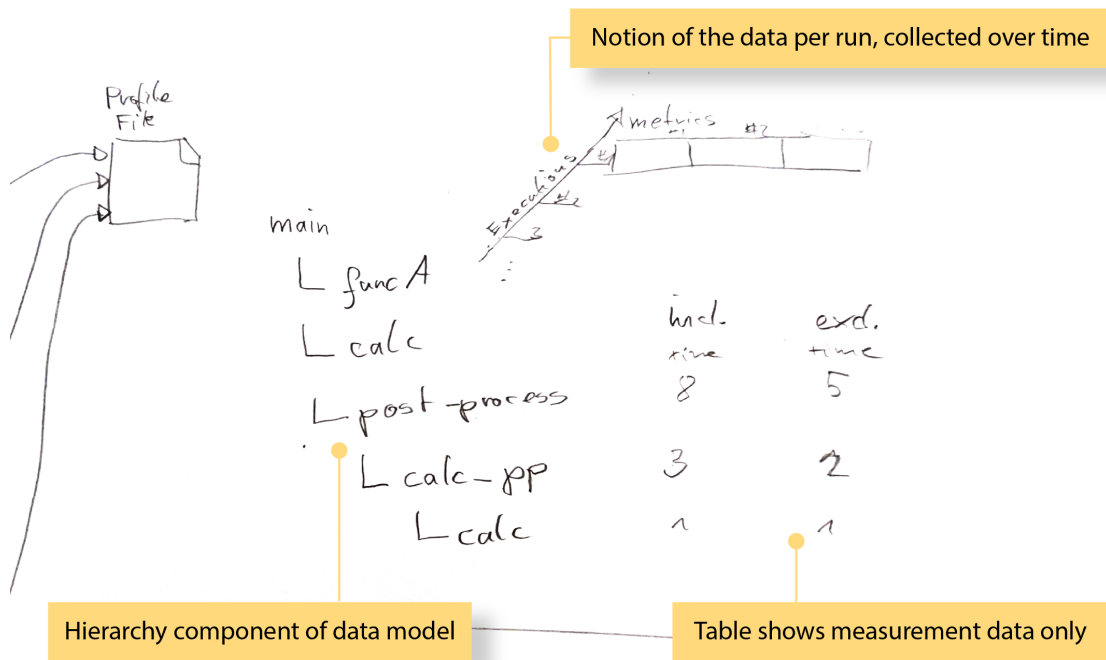 Notion of the data per run, collected over time
Profile
File
metrics
#1 #2 ....
Executions
#1
#2
3
main
funcA
calc
incl. excl.
time time
post-process 8 5
calc-pp 3 2
calc 1 1
Hierarchy component of data model
Table shows measurement data only